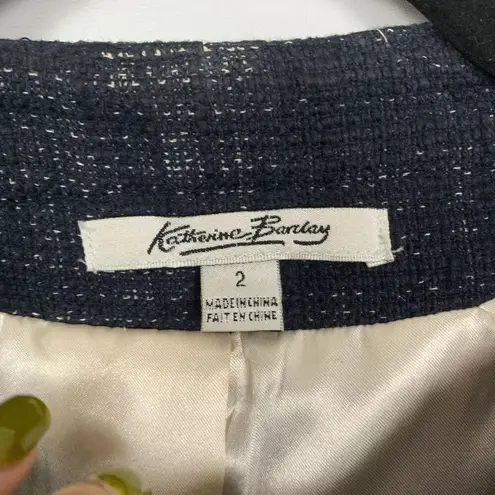 Katherine Barclay
2
MADE IN CHINA
FAIT EN CHINE